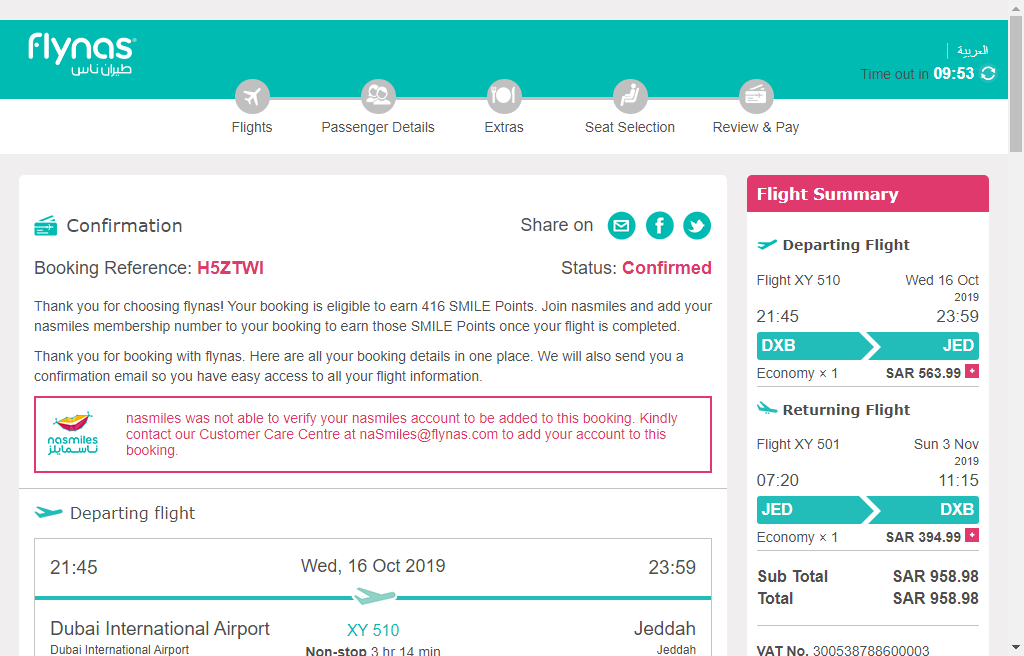 flynas
طيران ناس
العربية
Time out in 09:53
Flights
Passenger Details
Extras
Seat Selection
Review & Pay
Confirmation
Share on
Booking Reference: H5ZTWI
Status: Confirmed
Thank you for choosing flynas! Your booking is eligible to earn 416 SMILE Points. Join nasmiles and add your
nasmiles membership number to your booking to earn those SMILE Points once your flight is completed.
Thank you for booking with flynas. Here are all your booking details in one place. We will also send you a
confirmation email so you have easy access to all your flight information.
nasmiles
ناسمايلز
nasmiles was not able to verify your nasmiles account to be added to this booking. Kindly
contact our Customer Care Centre at naSmiles@flynas.com to add your account to this
booking.
Departing flight
21:45
Wed, 16 Oct 2019
23:59
Dubai International Airport
XY 510
Jeddah
Dubai International Airport
Non-stop 3 hr 14 min
Jeddah
Flight Summary
Departing Flight
Flight XY 510
Wed 16 Oct
2019
21:45
23:59
DXB
JED
Economy × 1
SAR 563.99 +
Returning Flight
Flight XY 501
Sun 3 Nov
2019
07:20
11:15
JED
DXB
Economy × 1
SAR 394.99 +
Sub Total
SAR 958.98
Total
SAR 958.98
VAT No. 300538788600003